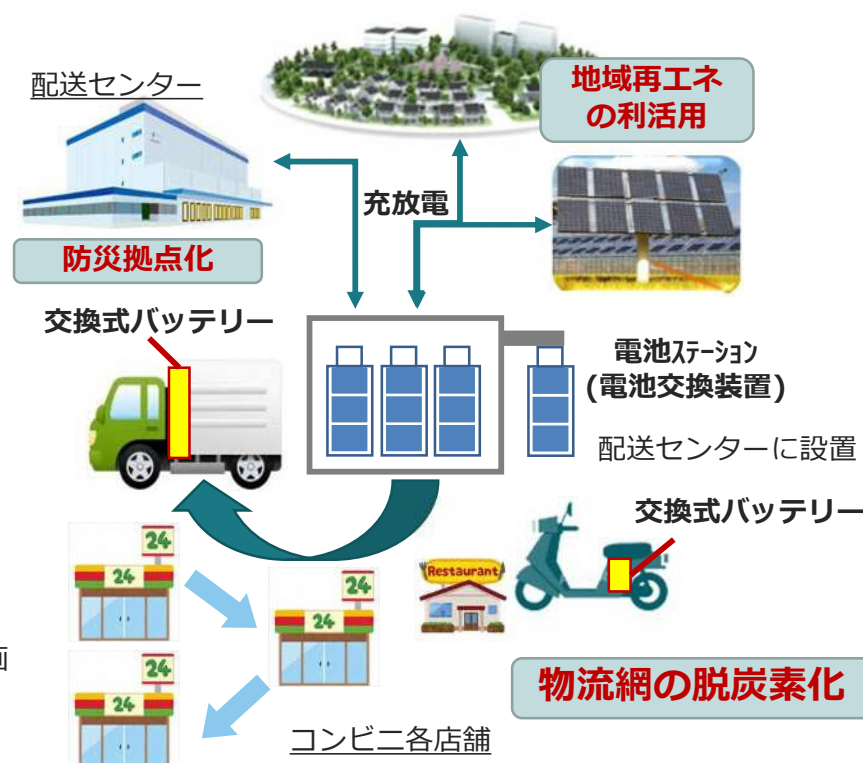 配送センター
地域再エネ
の利活用
充放電
防災拠点化
交換式バッテリー
電池ｽﾃｰｼｮﾝ
(電池交換装置)
配送センターに設置
交換式バッテリー
24
24
Restaurant
24
24
画
24
24
物流網の脱炭素化
コンビニ各店舗